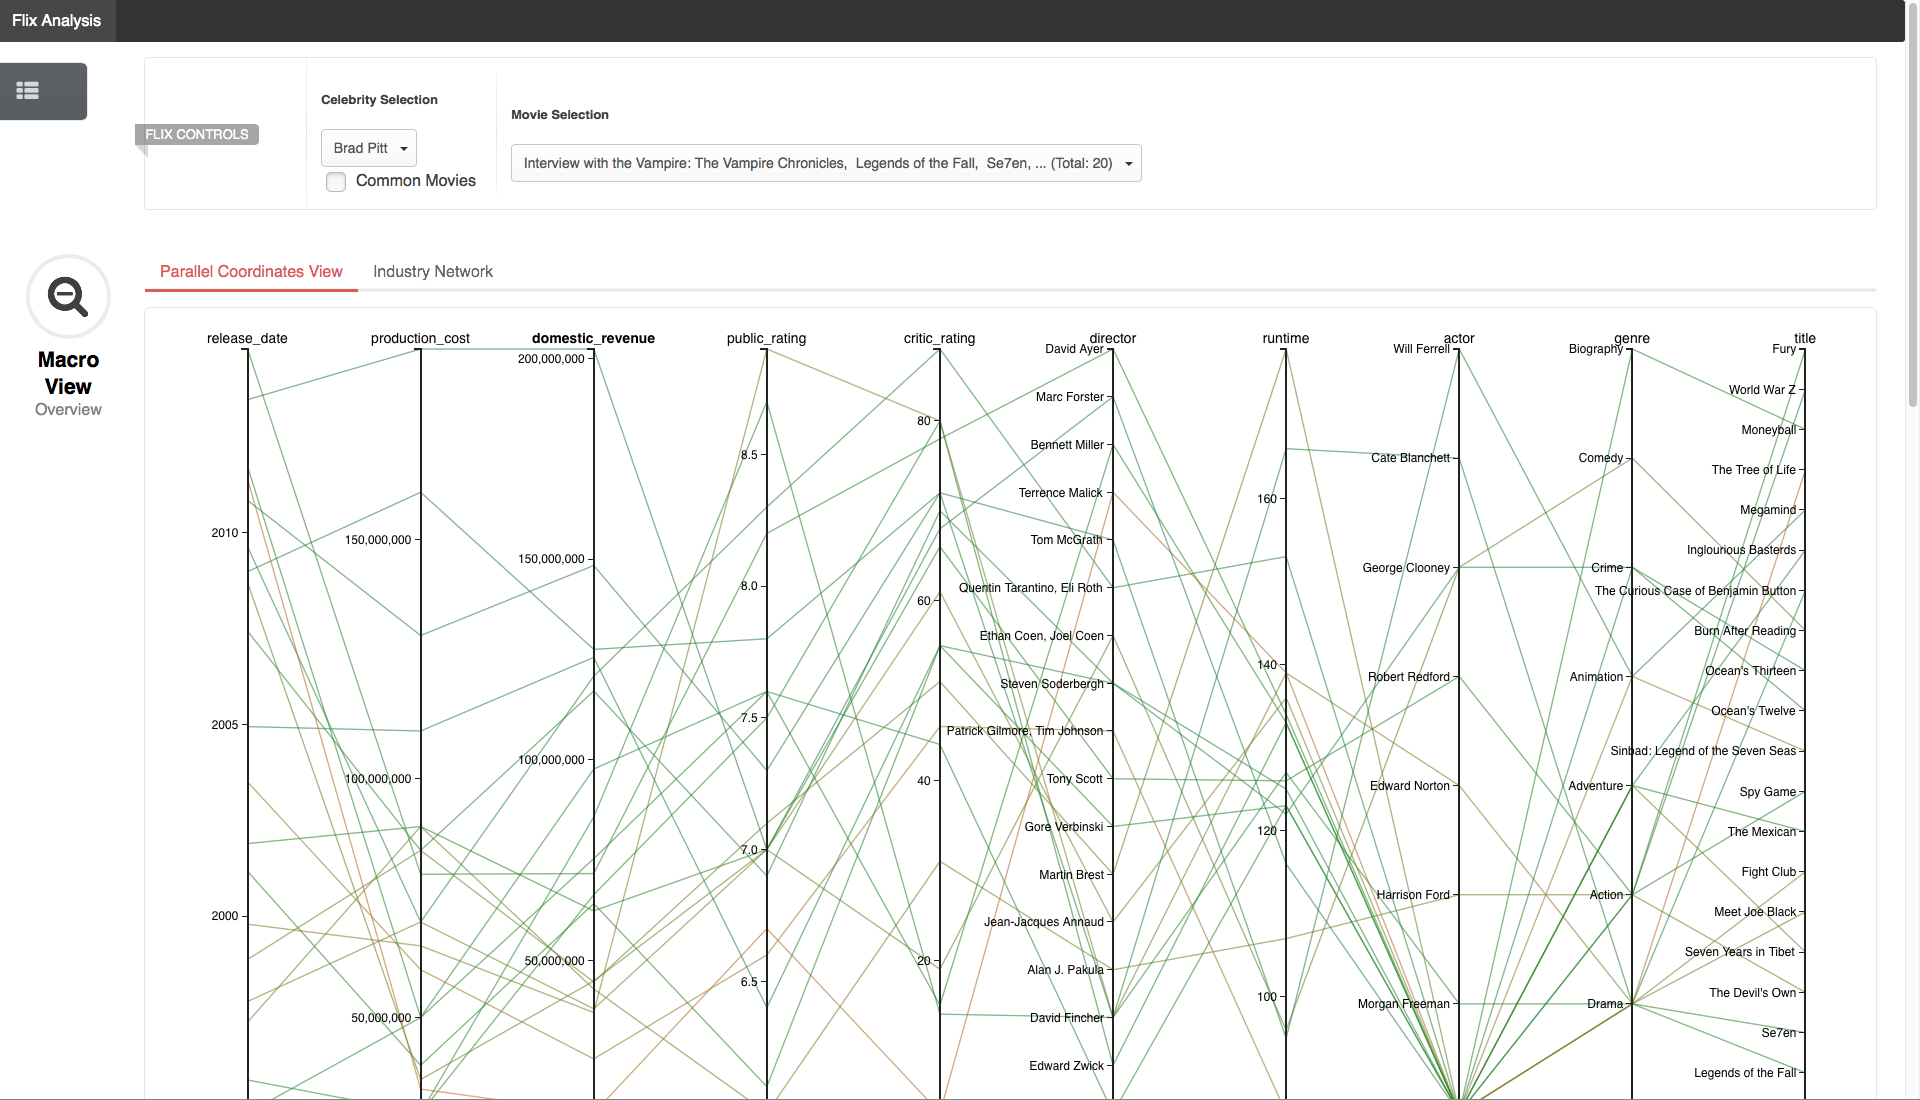 Flix Analysis
FLIX CONTROLS
Celebrity Selection
Brad Pitt
Common Movies
Movie Selection
Interview with the Vampire: The Vampire Chronicles, Legends of the Fall, Se7en, ... (Total: 20)
Macro
View
Overview
Parallel Coordinates View
Industry Network
release_date
2010
2005
2000
production_cost
150,000,000
100,000,000
50,000,000
domestic_revenue
200,000,000
150,000,000
100,000,000
50,000,000
public_rating
8.5
8.0
7.5
7.0
6.5
critic_rating
80
60
40
20
director
David Ayer
Marc Forster
Bennett Miller
Terrence Malick
Tom McGrath
Quentin Tarantino, Eli Roth
Ethan Coen, Joel Coen
Steven Soderbergh
Patrick Gilmore, Tim Johnson
Tony Scott
Gore Verbinski
Martin Brest
Jean-Jacques Annaud
Alan J. Pakula
David Fincher
Edward Zwick
runtime
160
140
120
100
actor
Will Ferrell
Cate Blanchett
George Clooney
Robert Redford
Edward Norton
Harrison Ford
Morgan Freeman
genre
Biography
Comedy
Crime
Animation
Adventure
Action
Drama
title
Fury
World War Z
Moneyball
The Tree of Life
Megamind
Inglourious Basterds
The Curious Case of Benjamin Button
Burn After Reading
Ocean's Thirteen
Ocean's Twelve
Sinbad: Legend of the Seven Seas
Spy Game
The Mexican
Fight Club
Meet Joe Black
Seven Years in Tibet
The Devil's Own
Se7en
Legends of the Fall